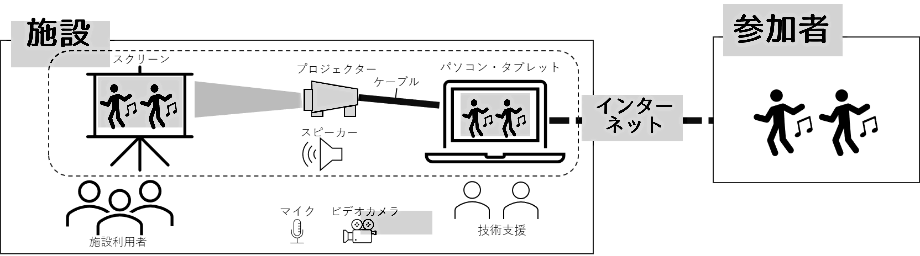 施設
参加者
スクリーン
プロジェクター
ケーブル
パソコン・タブレット
インター
ネット
スピーカー
マイク
ビデオカメラ
施設利用者
技術支援